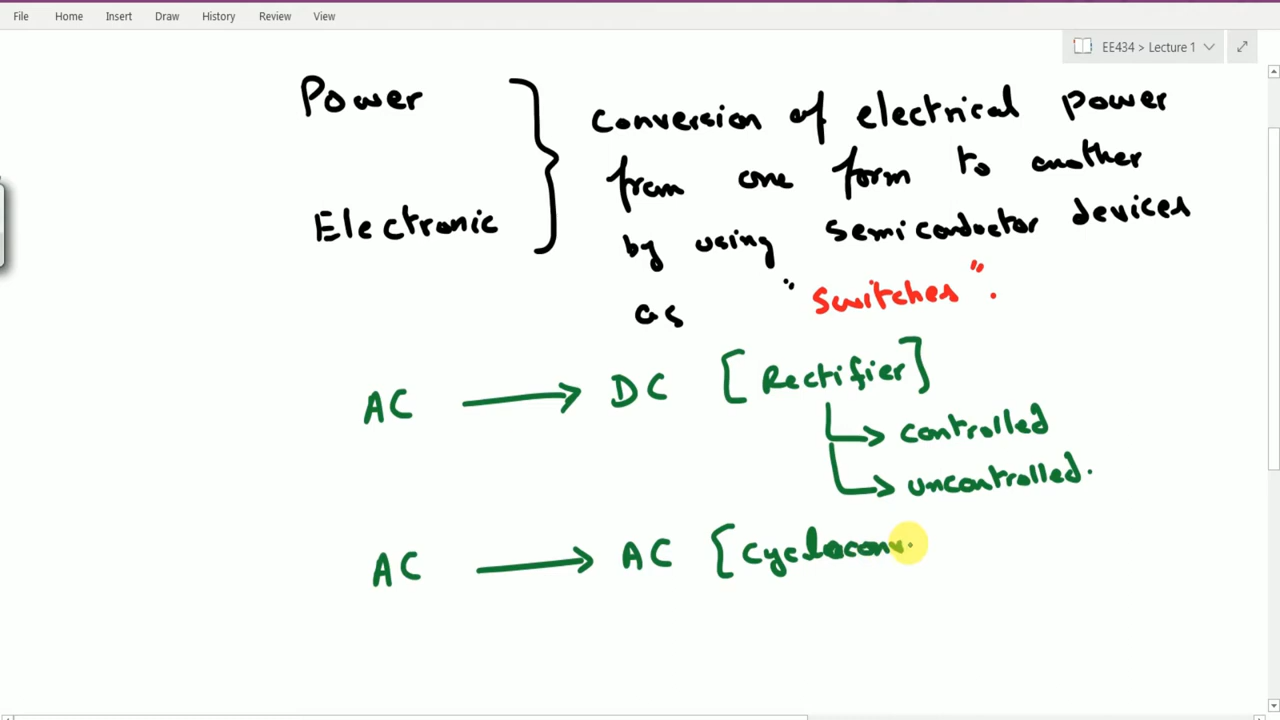 File Home Insert Draw History Review View
EE434 > Lecture 1
Power
Electronic
conversion of electrical power
from one form to another
by using semiconductor devices
as "switches".
AC → DC [Rectifier]
→ controlled
→ uncontrolled.
AC → AC [Cycloconv.